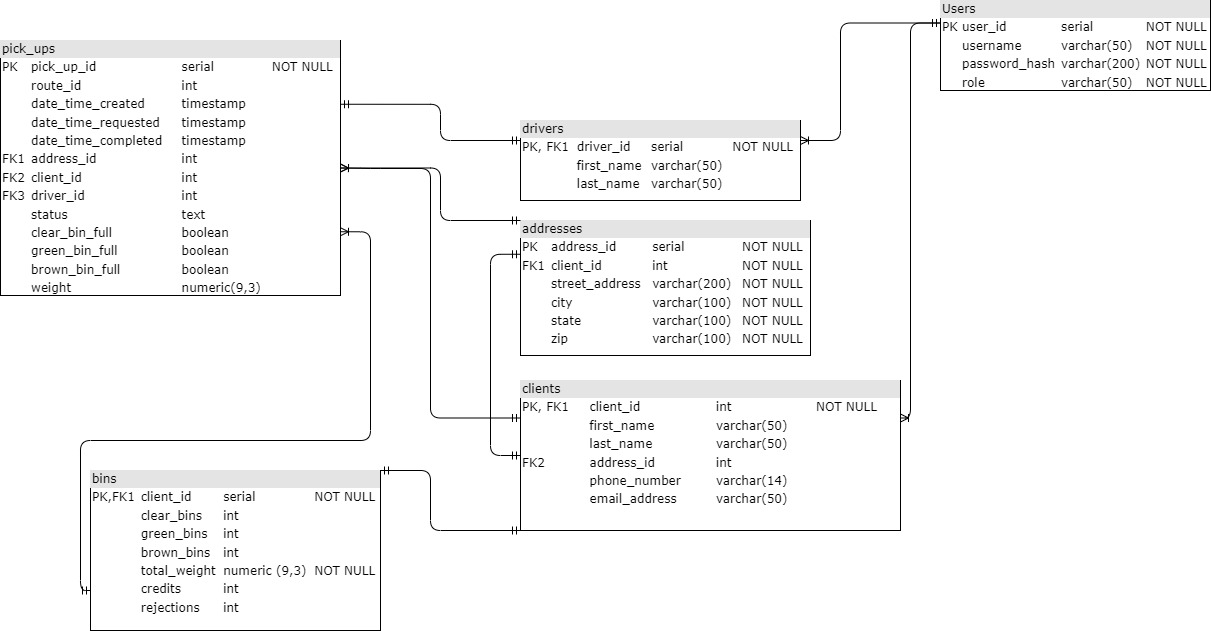 Users
PK user_id serial NOT NULL
username varchar(50) NOT NULL
password_hash varchar(200) NOT NULL
role varchar(50) NOT NULL
pick_ups
PK pick_up_id serial NOT NULL
route_id int
date_time_created timestamp
date_time_requested timestamp
date_time_completed timestamp
FK1 address_id int
FK2 client_id int
FK3 driver_id int
status text
clear_bin_full boolean
green_bin_full boolean
brown_bin_full boolean
weight numeric(9,3)
drivers
PK, FK1 driver_id serial NOT NULL
first_name varchar(50)
last_name varchar(50)
addresses
PK address_id serial NOT NULL
FK1 client_id int NOT NULL
street_address varchar(200) NOT NULL
city varchar(100) NOT NULL
state varchar(100) NOT NULL
zip varchar(100) NOT NULL
clients
PK, FK1 client_id int NOT NULL
first_name varchar(50)
last_name varchar(50)
FK2 address_id int
phone_number varchar(14)
email_address varchar(50)
bins
PK,FK1 client_id serial NOT NULL
clear_bins int
green_bins int
brown_bins int
total_weight numeric (9,3) NOT NULL
credits int
rejections int